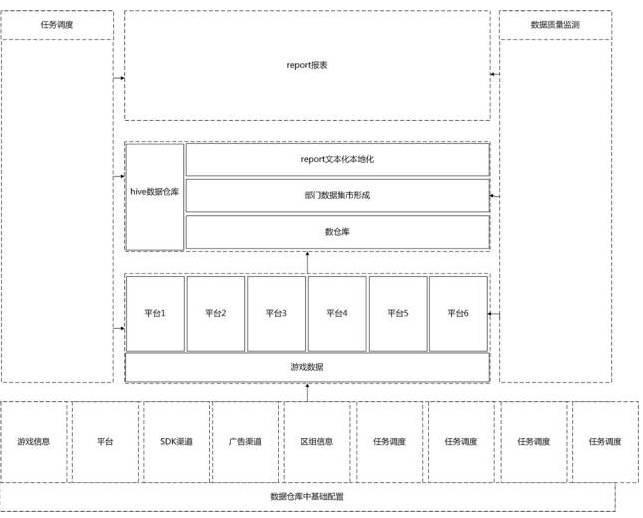 任务调度
数据质量监测
report报表
hive数据仓库
report文本化本地化
部门数据集市形成
数仓库
平台1
平台2
平台3
平台4
平台5
平台6
游戏数据
游戏信息
平台
SDK渠道
广告渠道
区组信息
任务调度
任务调度
任务调度
任务调度
数据仓库中基础配置